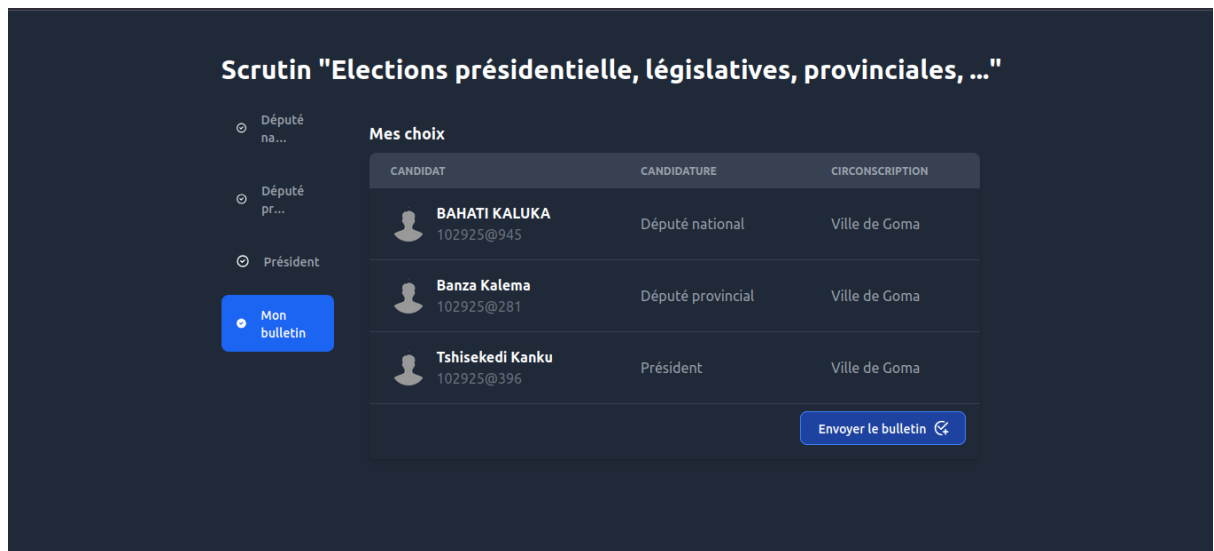 Scrutin "Elections présidentielle, législatives, provinciales, ..."
Député
na...
Député
pr...
Président
Mon
bulletin
Mes choix
CANDIDAT CANDIDATURE CIRCONSCRIPTION
BAHATI KALUKA
102925@945
Député national
Ville de Goma
Banza Kalema
102925@281
Député provincial
Ville de Goma
Tshisekedi Kanku
102925@396
Président
Ville de Goma
Envoyer le bulletin